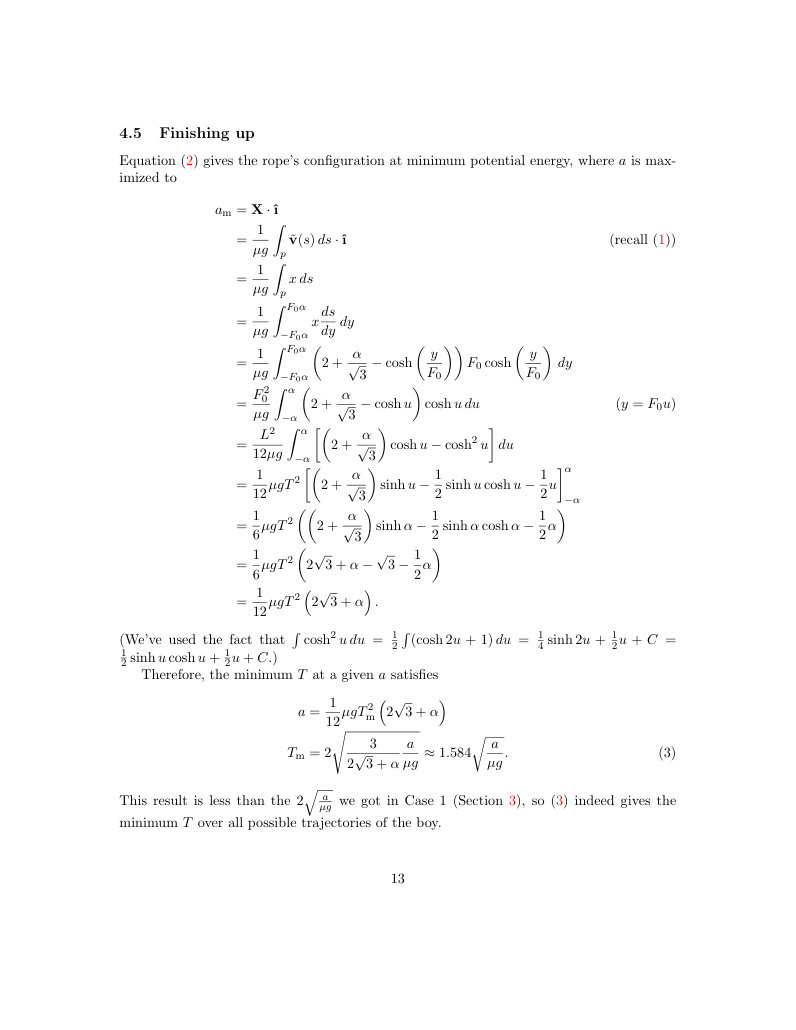 4.5 Finishing up
Equation (2) gives the rope's configuration at minimum potential energy, where a is max-
imized to
a_m = X · î
= 1/(μg) ∫_p ṽ(s) ds · î (recall (1))
= 1/(μg) ∫_p x ds
= 1/(μg) ∫_{−F₀α}^{F₀α} x ds/dy dy
= 1/(μg) ∫_{−F₀α}^{F₀α} (2 + α/√3 − cosh(y/F₀)) F₀ cosh(y/F₀) dy
= F₀²/(μg) ∫_{−α}^{α} (2 + α/√3 − cosh u) cosh u du (y = F₀u)
= L²/(12μg) ∫_{−α}^{α} [(2 + α/√3) cosh u − cosh² u] du
= 1/12 μgT² [(2 + α/√3) sinh u − 1/2 sinh u cosh u − 1/2 u]_{−α}^{α}
= 1/6 μgT² ((2 + α/√3) sinh α − 1/2 sinh α cosh α − 1/2 α)
= 1/6 μgT² (2√3 + α − √3 − 1/2 α)
= 1/12 μgT² (2√3 + α).
(We've used the fact that ∫ cosh² u du = 1/2 ∫(cosh 2u + 1) du = 1/4 sinh 2u + 1/2 u + C =
1/2 sinh u cosh u + 1/2 u + C.)
Therefore, the minimum T at a given a satisfies
a = 1/12 μgT_m² (2√3 + α)
T_m = 2√(3/(2√3 + α) a/(μg)) ≈ 1.584√(a/(μg)). (3)
This result is less than the 2√(a/(μg)) we got in Case 1 (Section 3), so (3) indeed gives the
minimum T over all possible trajectories of the boy.
13